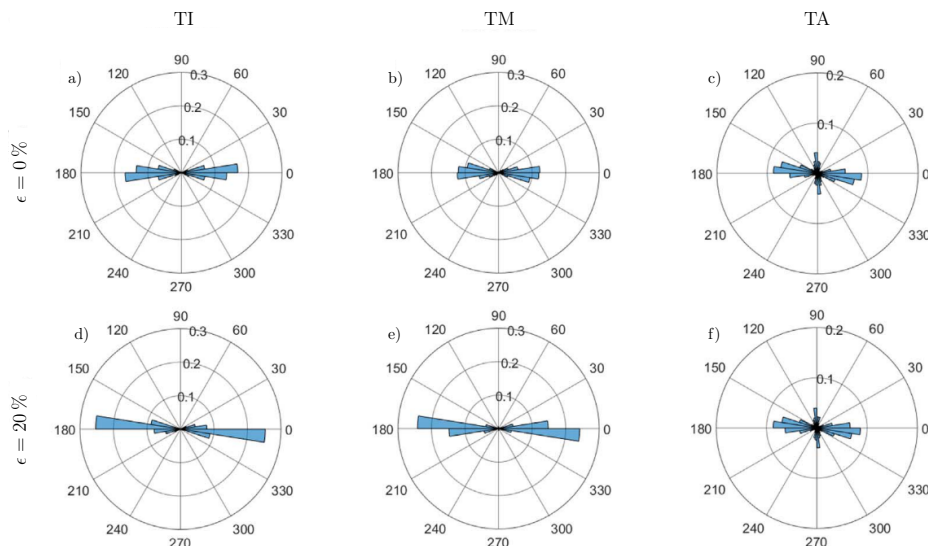 TI TM TA
ϵ = 0 %
a) 90 60 30 0 330 300 270 240 210 180 150 120 0.1 0.2 0.3
b) 90 60 30 0 330 300 270 240 210 180 150 120 0.1 0.2 0.3
c) 90 60 30 0 330 300 270 240 210 180 150 120 0.1 0.2
ϵ = 20 %
d) 90 60 30 0 330 300 270 240 210 180 150 120 0.1 0.2 0.3
e) 90 60 30 0 330 300 270 240 210 180 150 120 0.1 0.2 0.3
f) 90 60 30 0 330 300 270 240 210 180 150 120 0.1 0.2